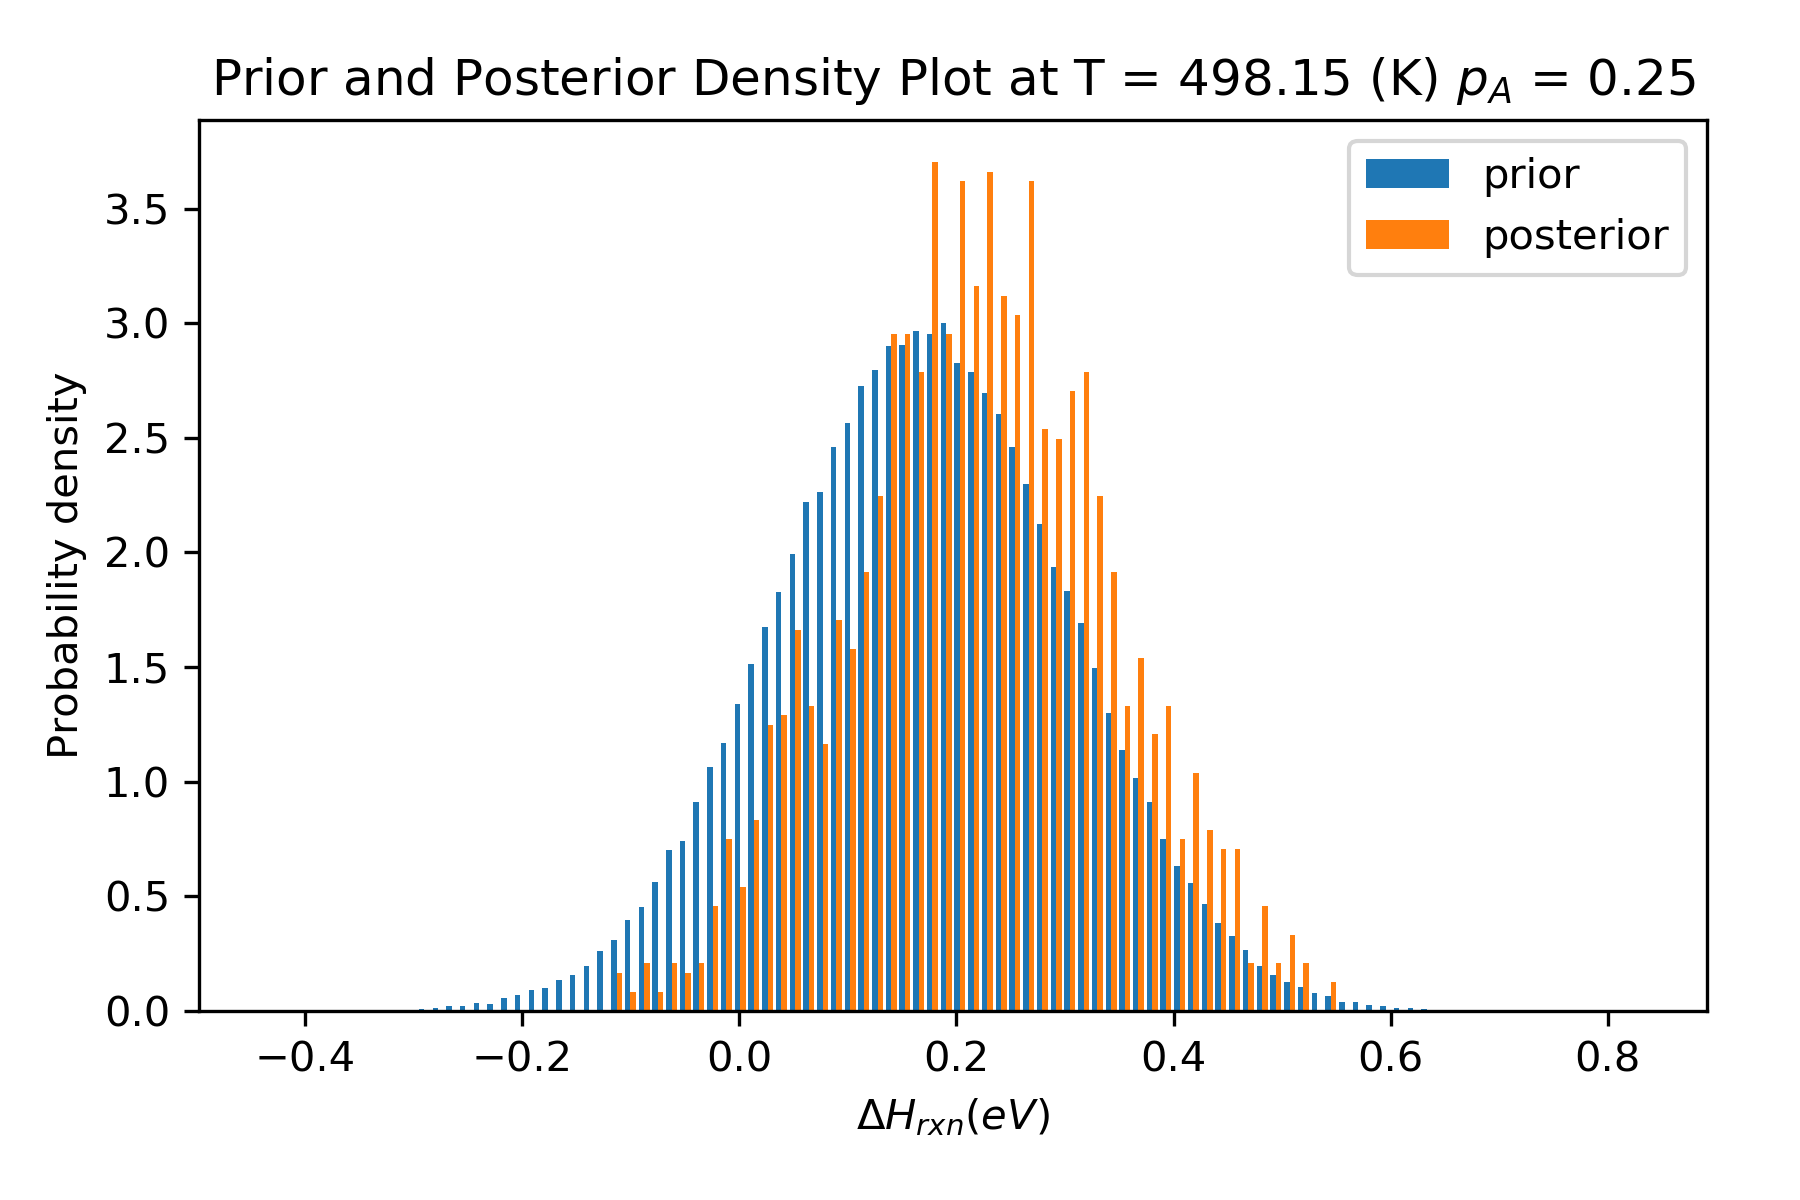 Prior and Posterior Density Plot at T = 498.15 (K) p_A = 0.25
prior
posterior
Probability density
3.5
3.0
2.5
2.0
1.5
1.0
0.5
0.0
−0.4 −0.2 0.0 0.2 0.4 0.6 0.8
ΔH_rxn(eV)